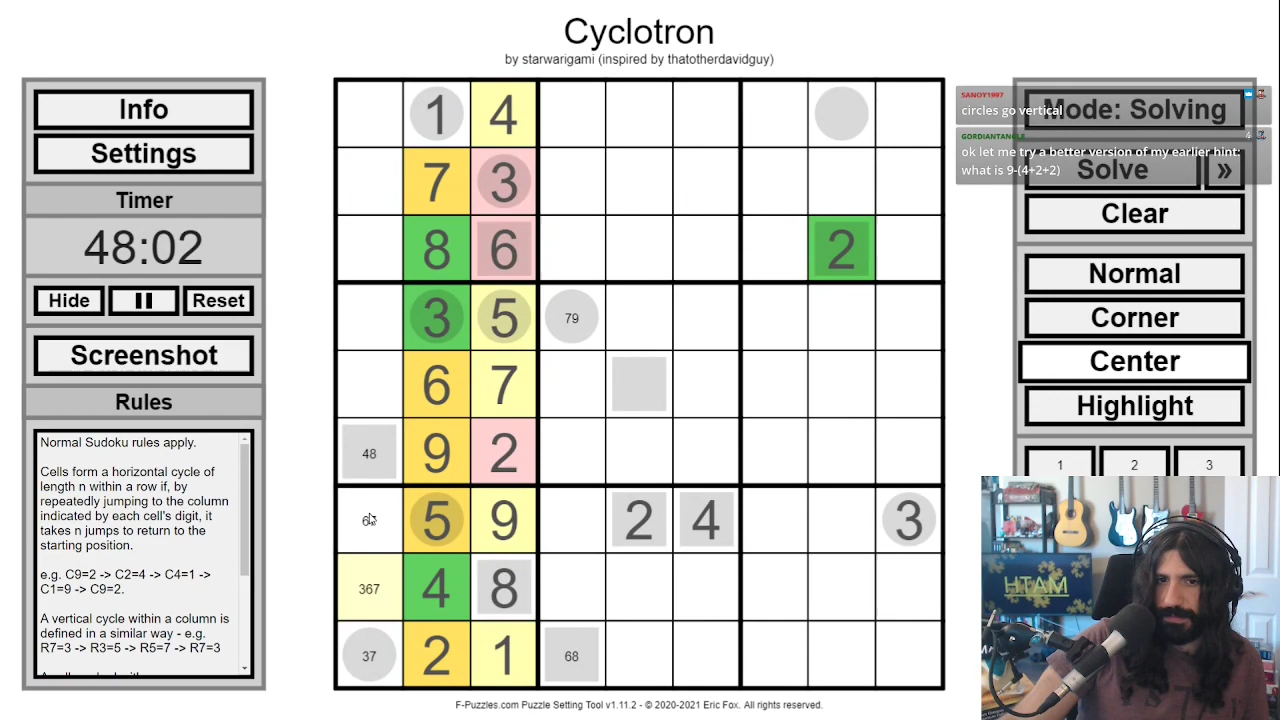 Cyclotron
by starwarigami (inspired by thatotherdavidguy)
Info
Settings
Timer
48:02
Hide
Reset
Screenshot
Rules
Normal Sudoku rules apply.
Cells form a horizontal cycle of
length n within a row if, by
repeatedly jumping to the column
indicated by each cell's digit, it
takes n jumps to return to the
starting position.
e.g. C9=2 -> C2=4 -> C4=1 ->
C1=9 -> C9=2.
A vertical cycle within a column is
defined in a similar way - e.g.
R7=3 -> R3=5 -> R5=7 -> R7=3
1 4
7 3
8 6 2
3 5 79
6 7
48 9 2
5 9 2 4 3
367 4 8
37 2 1 68
F-Puzzles.com Puzzle Setting Tool v1.11.2 - © 2020-2021 Eric Fox. All rights reserved.
SANOY1997
circles go vertical
GORDIANTANGLE
ok let me try a better version of my earlier hint:
what is 9-(4+2+2)
Mode: Solving
Solve »
Clear
Normal
Corner
Center
Highlight
1 2 3
HTAM